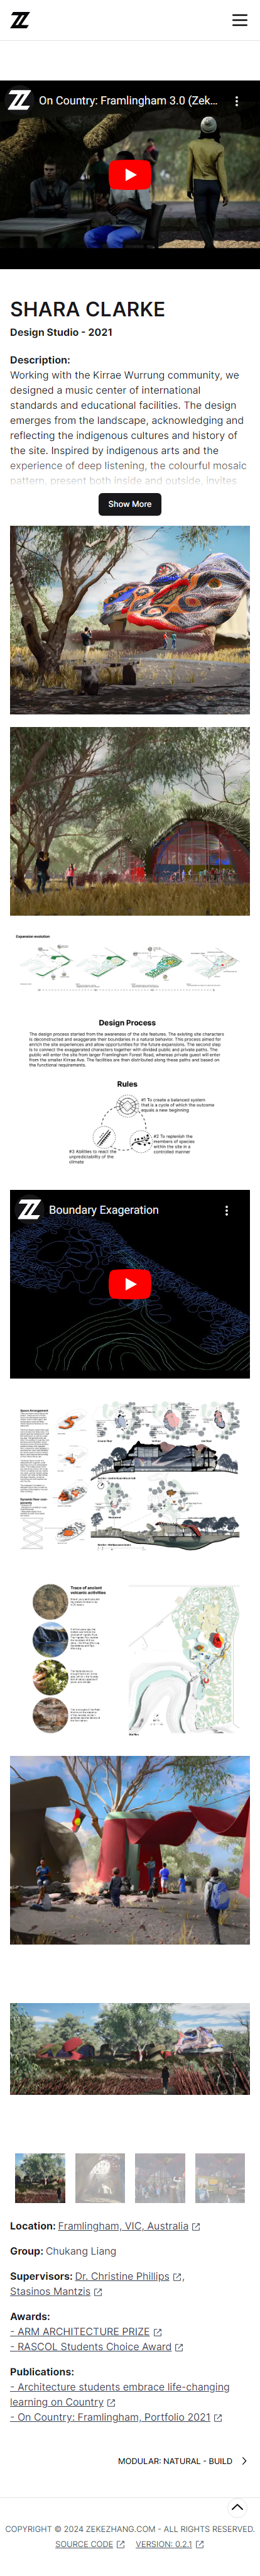 On Country: Framlingham 3.0 (Zek...
SHARA CLARKE
Design Studio - 2021
Description:
Working with the Kirrae Wurrung community, we
designed a music center of international
standards and educational facilities. The design
emerges from the landscape, acknowledging and
reflecting the indigenous cultures and history of
the site. Inspired by indigenous arts and the
experience of deep listening, the colourful mosaic
pattern, present both inside and outside, invites
Show More
Expansion evolution
Design Process
The design process started from the awareness of the site features. The existing site character
is deconstructed and exaggerated their boundaries in a natural behavior. This process aimed for
enrich the experiences and allow opportunities for the future expansions. The second step
is to connect the exaggerated boundary with divided public and private areas. The
public will enter the site from larger Framlingham Forest Road; whereas private guest will enter
from the smaller Kirrae Ave. The facilities are then distributed along these paths and based on
the functional requirements.
Rules
#1 To create a balanced system
that is a cycle of which the outcome
equals a new beginning
#2 To replenish the members of
species within the site in a
controlled manner
#3 Abilities to react the
unpredictability of the
climate
Boundary Exageration
Space Arrangement
Trace of ancient
volcanic activities
Location: Framlingham, VIC, Australia
Group: Chukang Liang
Supervisors: Dr. Christine Phillips,
Stasinos Mantzis
Awards:
- ARM ARCHITECTURE PRIZE
- RASCOL Students Choice Award
Publications:
- Architecture students embrace life-changing
learning on Country
- On Country: Framlingham, Portfolio 2021
MODULAR: NATURAL - BUILD
COPYRIGHT © 2024 ZEKEZHANG.COM - ALL RIGHTS RESERVED.
SOURCE CODE VERSION: 0.2.1